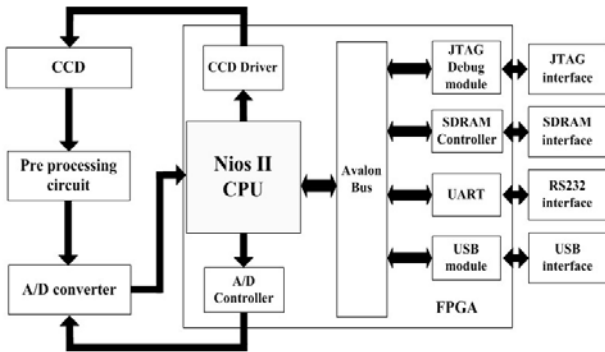 CCD
Pre processing
circuit
A/D converter
CCD Driver
Nios II
CPU
A/D
Controller
Avalon
Bus
JTAG
Debug
module
SDRAM
Controller
UART
USB
module
FPGA
JTAG
interface
SDRAM
interface
RS232
interface
USB
interface